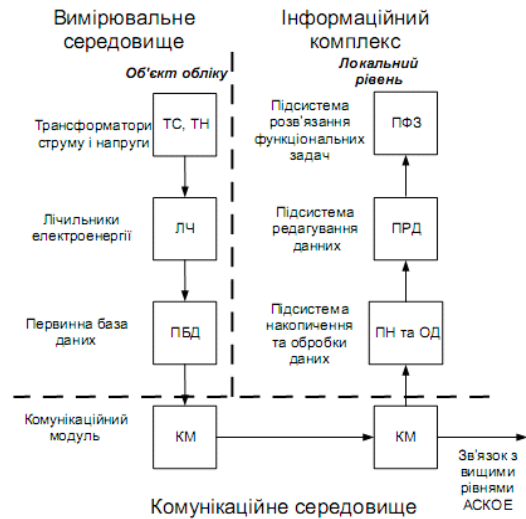 Вимірювальне
середовище
Інформаційний
комплекс
Об'єкт обліку
Локальний
рівень
Трансформатори
струму і напруги
ТС, ТН
Підсистема
розв'язання
функціональних
задач
ПФЗ
Лічильники
електроенергії
ЛЧ
Підсистема
редагування
данних
ПРД
Первинна база
даних
ПБД
Підсистема
накопичення
та обробки
даних
ПН та ОД
Комунікаційний
модуль
КМ
КМ
Зв'язок з
вищими
рівнями
АСКОЕ
Комунікаційне середовище